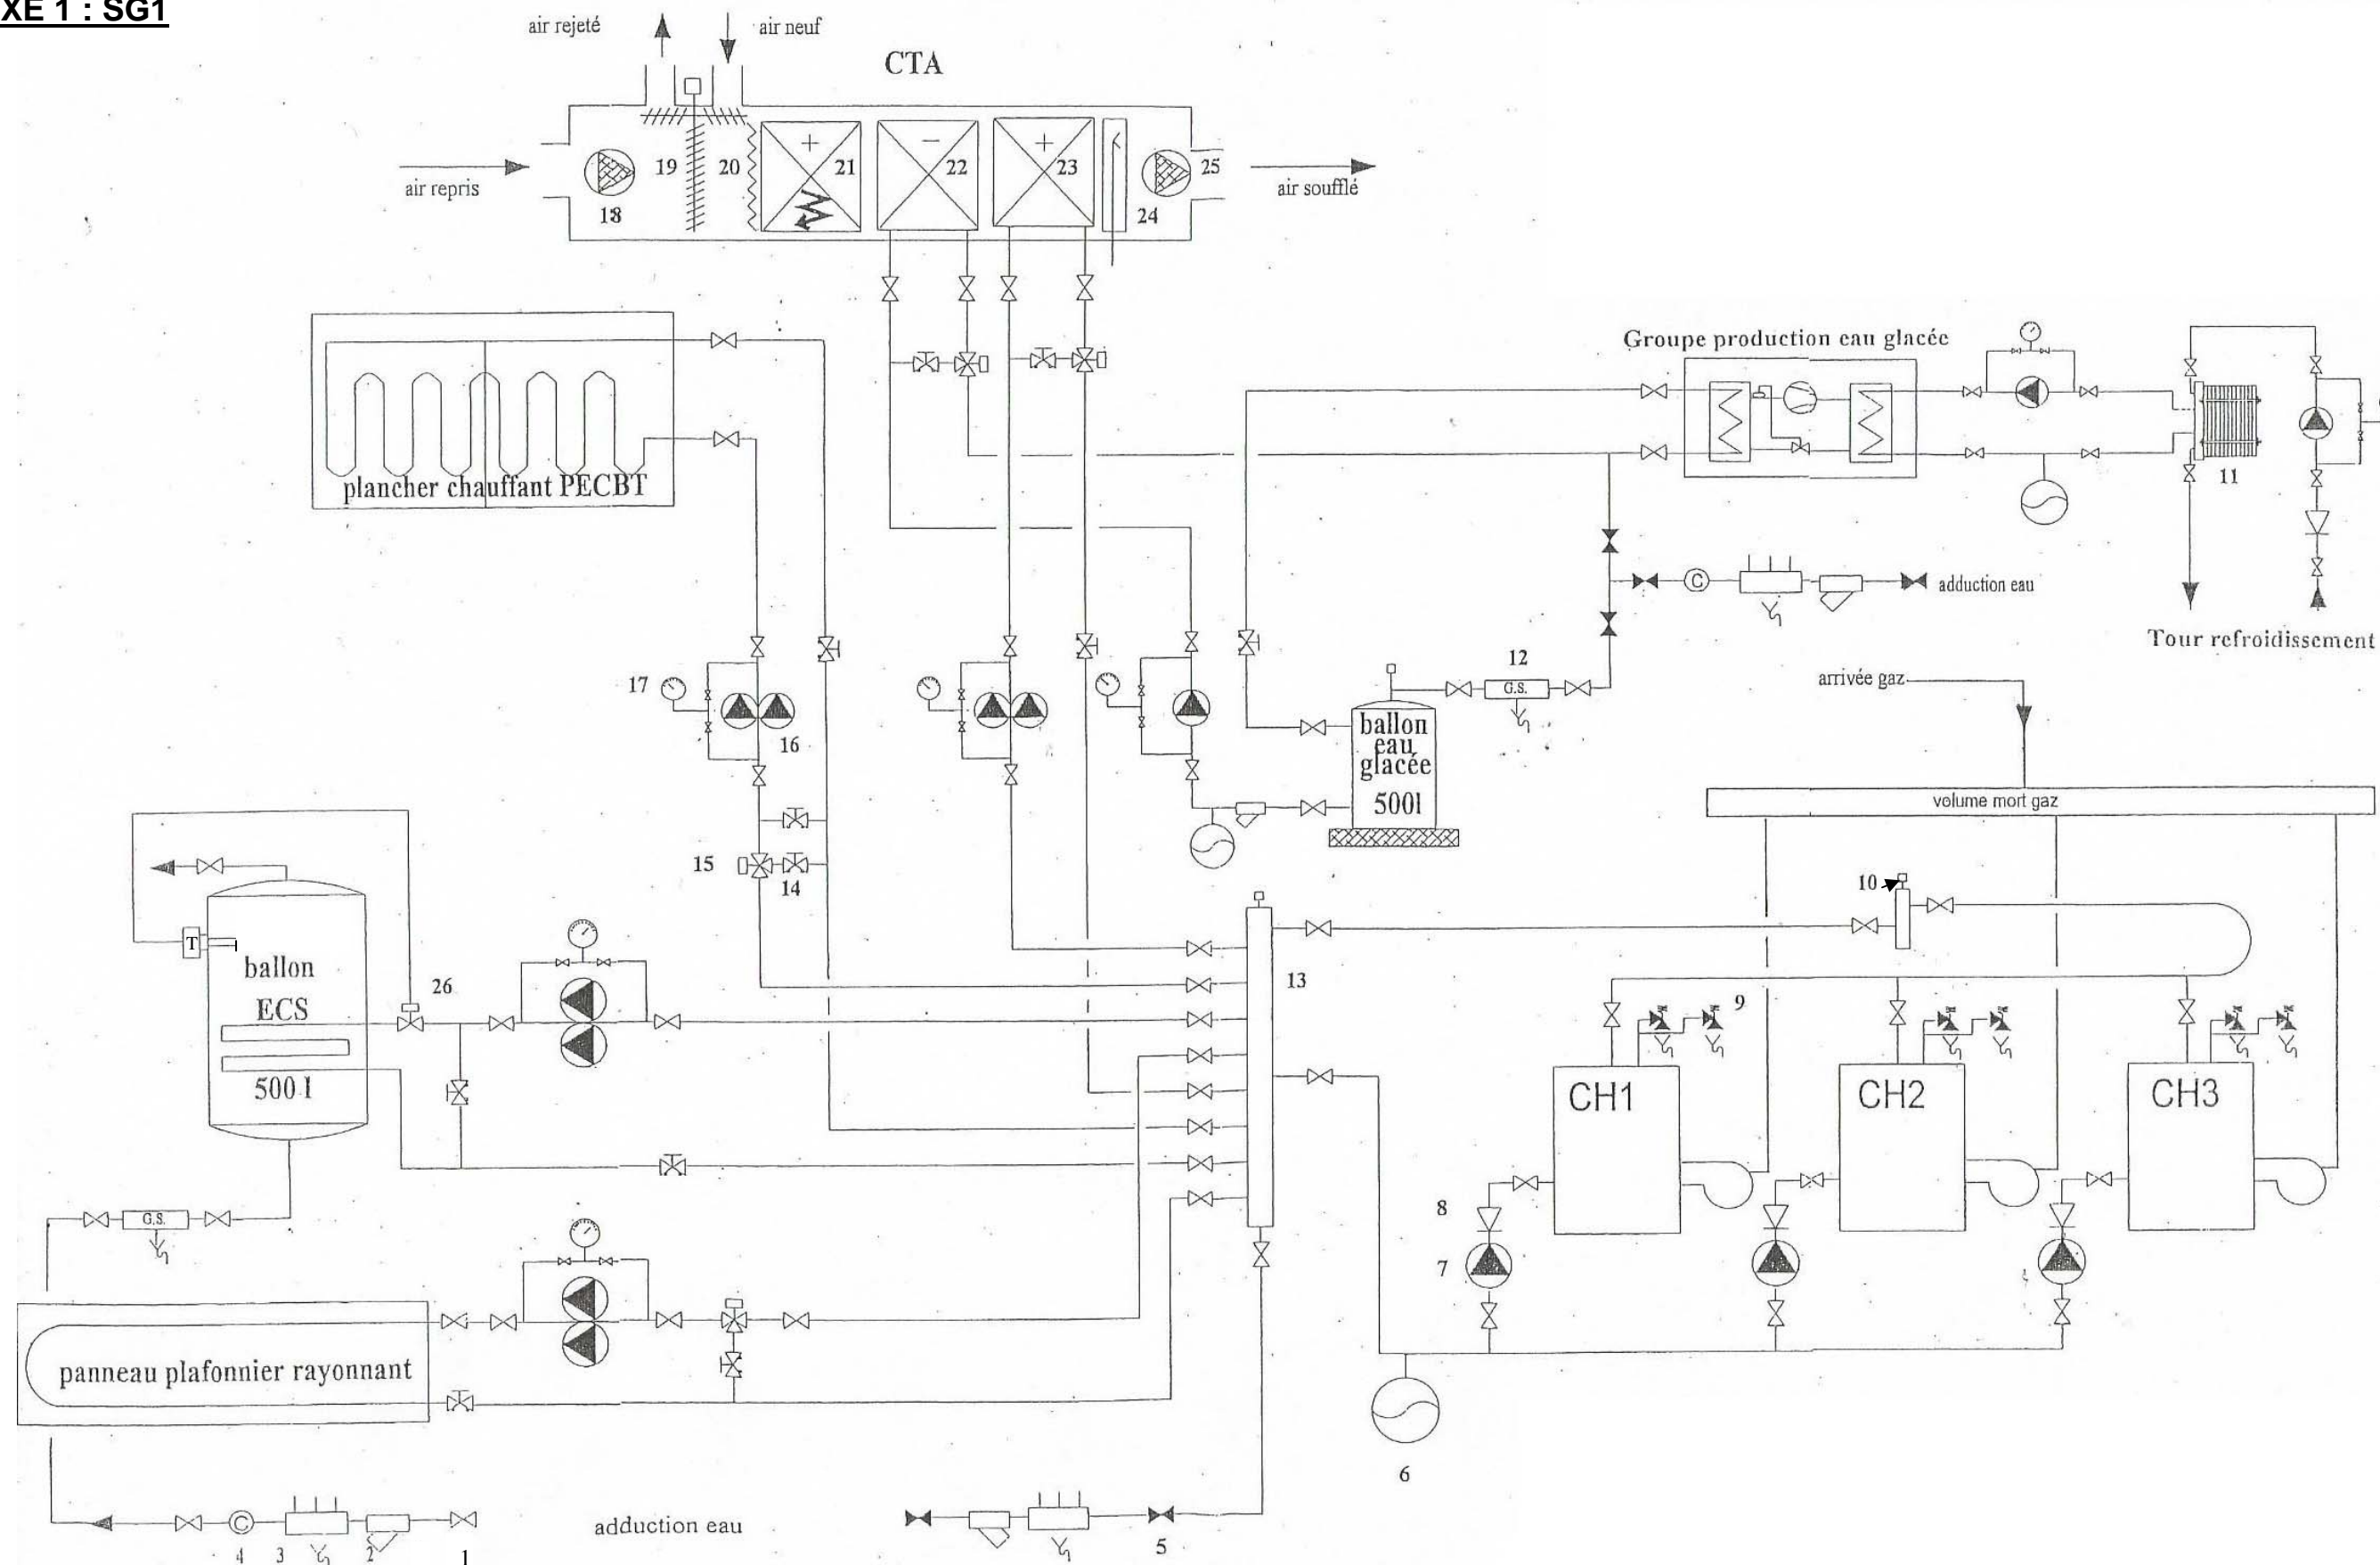 XE 1 : SG1
air rejeté
air neuf
CTA
air repris
18
19
20
+
21
−
22
+
23
24
25
air soufflé
plancher chauffant PECBT
Groupe production eau glacée
11
C
adduction eau
Tour refroidissement
17
16
12
G.S.
ballon
eau
glacée
500l
arrivée gaz
volume mort gaz
15
14
10
13
T
ballon
ECS
500 l
26
9
CH1
CH2
CH3
8
7
G.S.
panneau plafonnier rayonnant
6
C
4
3
2
1
adduction eau
5